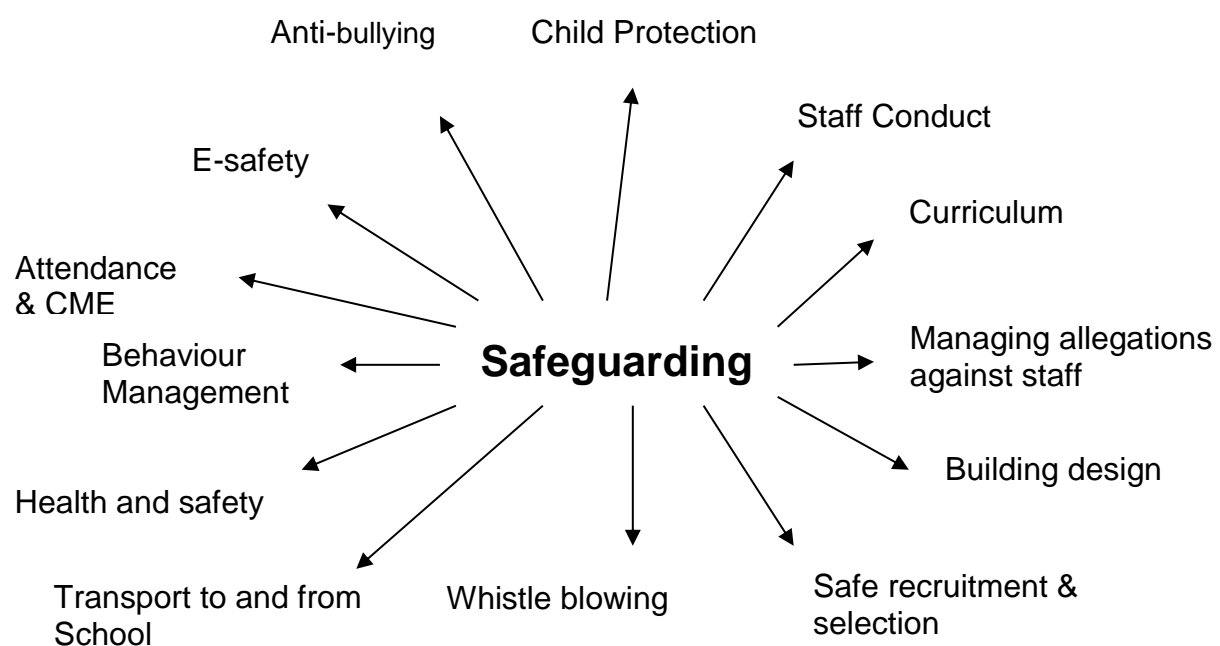 Anti-bullying
Child Protection
Staff Conduct
E-safety
Curriculum
Attendance
& CME
Behaviour
Management
Safeguarding
Managing allegations
against staff
Building design
Health and safety
Transport to and from
School
Whistle blowing
Safe recruitment &
selection